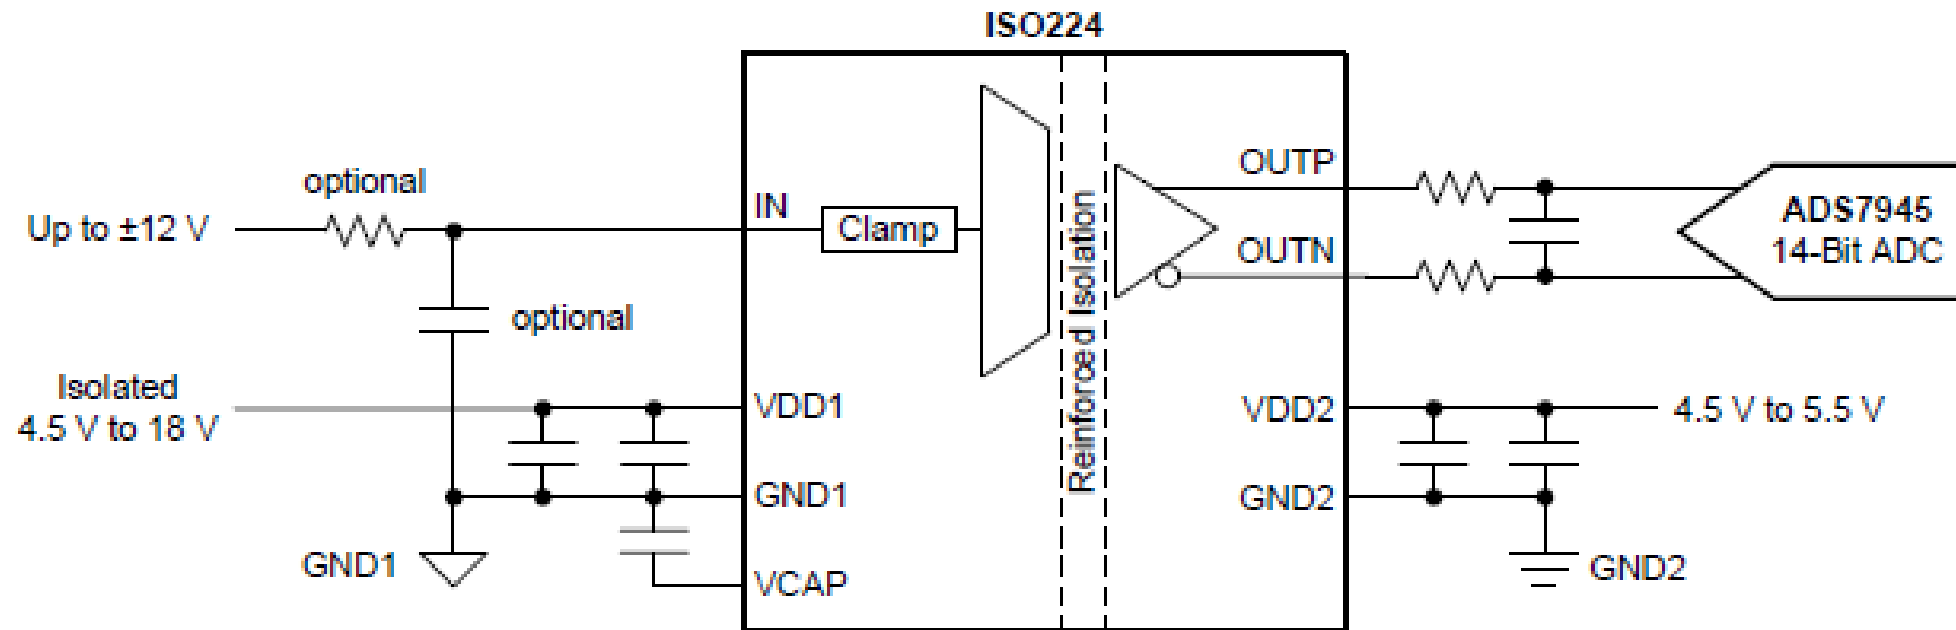 ISO224
optional
Up to ±12 V
IN
Clamp
OUTP
OUTN
ADS7945
14-Bit ADC
optional
Reinforced Isolation
Isolated
4.5 V to 18 V
VDD1
VDD2
4.5 V to 5.5 V
GND1
GND2
GND1
VCAP
GND2